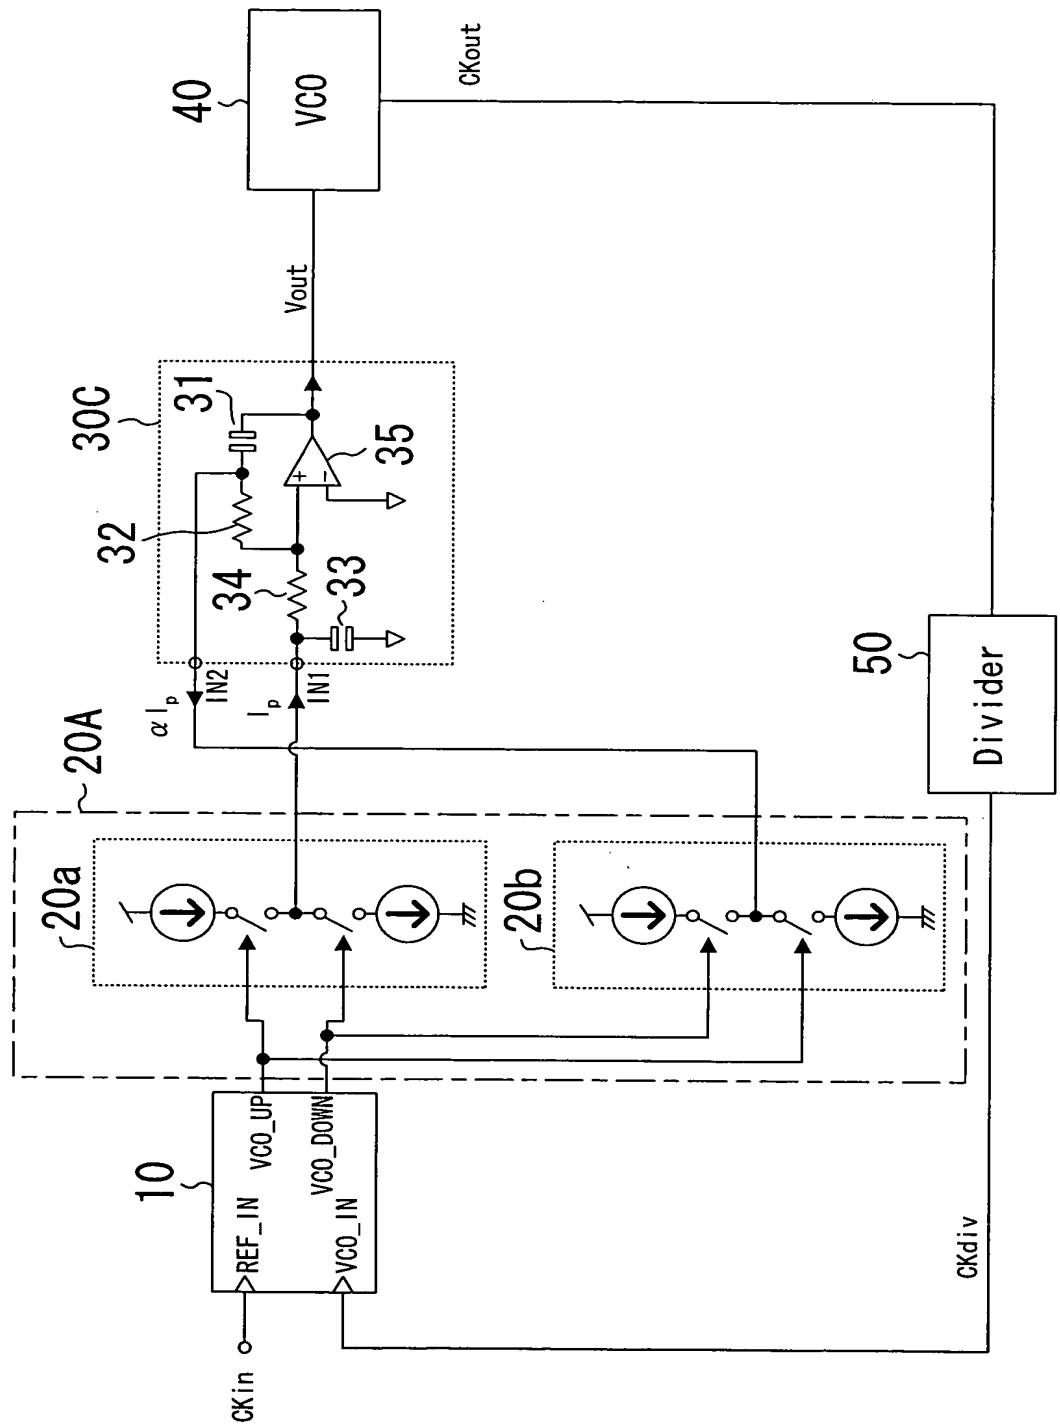 CKin
10
REF_IN
VCO_IN
VCO_UP
VCO_DOWN
20A
20a
20b
αIp
IN2
Ip
IN1
30C
31
32
33
34
35
+
−
Vout
40
VCO
CKout
50
Divider
CKdiv